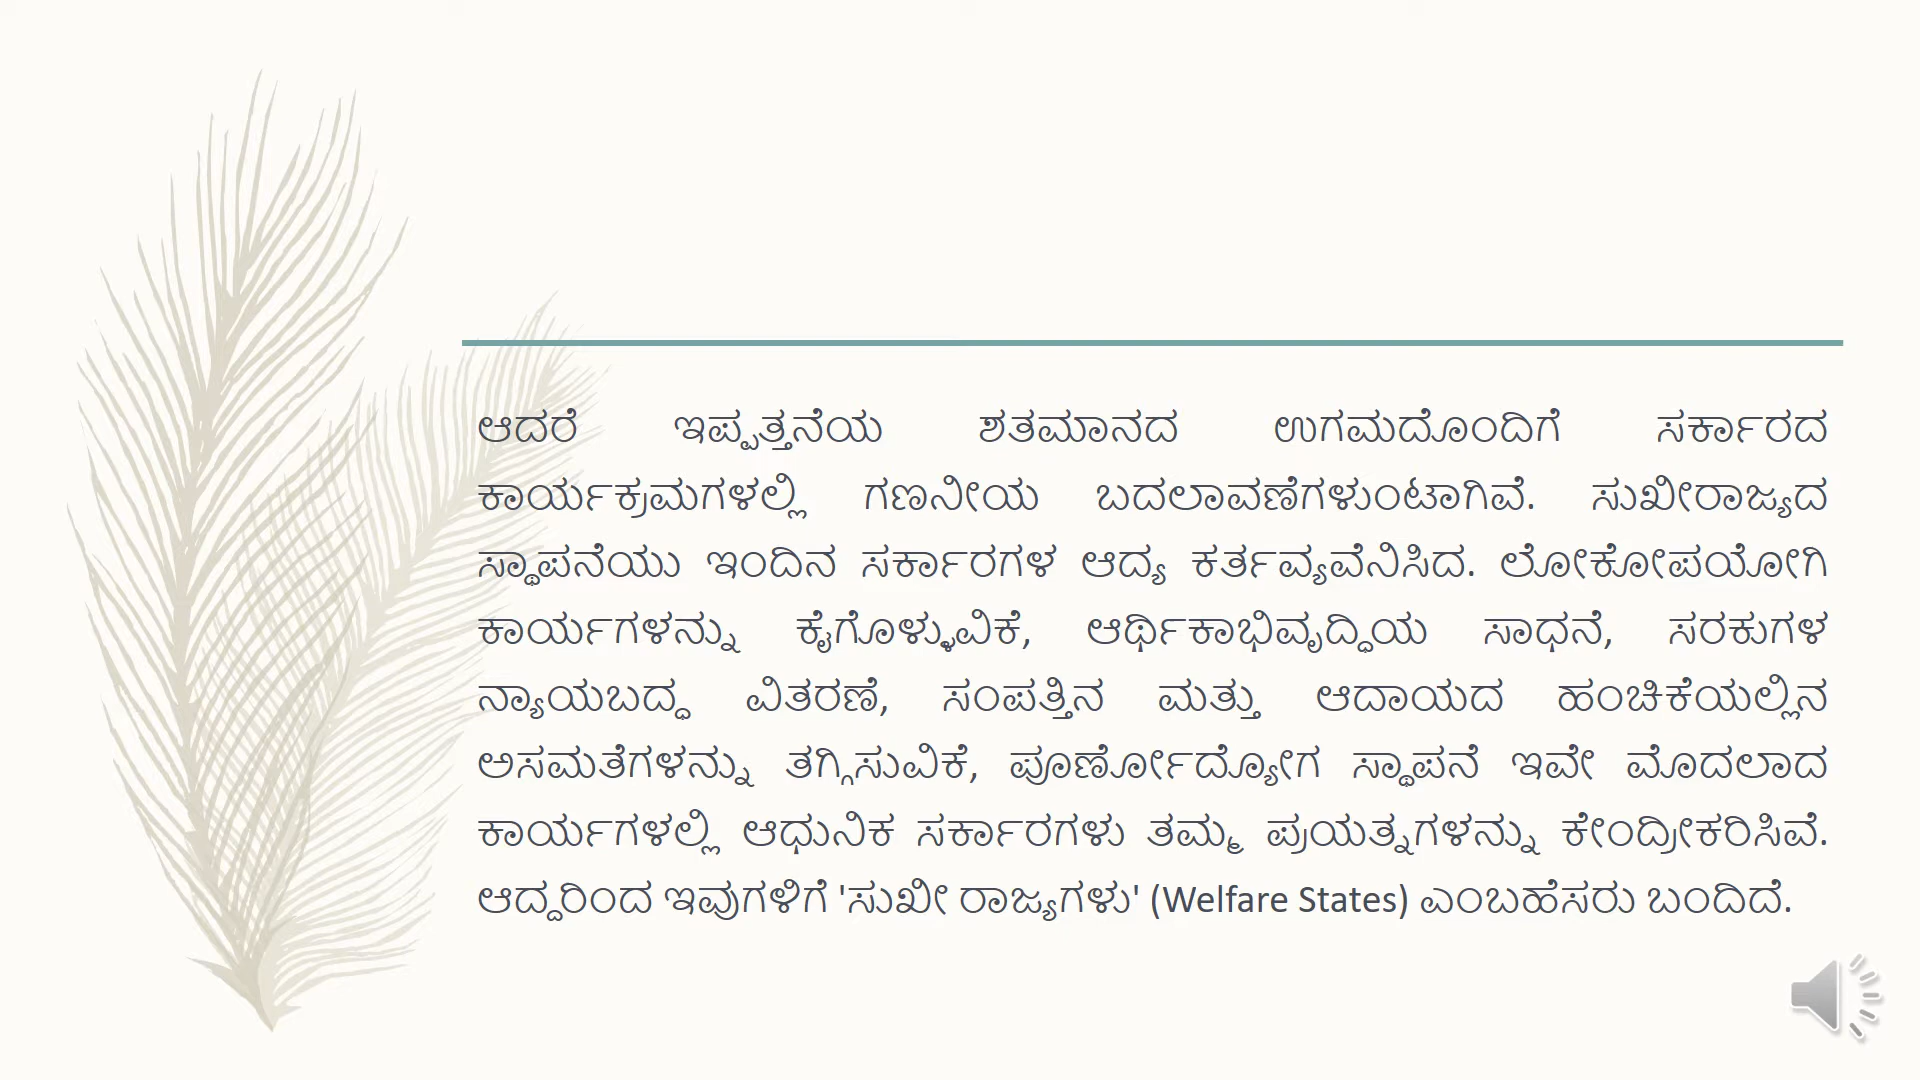 ಆದರೆ ಇಪ್ಪತ್ತನೆಯ ಶತಮಾನದ ಉಗಮದೊಂದಿಗೆ ಸರ್ಕಾರದ
ಕಾರ್ಯಕ್ರಮಗಳಲ್ಲಿ ಗಣನೀಯ ಬದಲಾವಣೆಗಳುಂಟಾಗಿವೆ. ಸುಖೀರಾಜ್ಯದ
ಸ್ಥಾಪನೆಯು ಇಂದಿನ ಸರ್ಕಾರಗಳ ಆದ್ಯ ಕರ್ತವ್ಯವೆನಿಸಿದ. ಲೋಕೋಪಯೋಗಿ
ಕಾರ್ಯಗಳನ್ನು ಕೈಗೊಳ್ಳುವಿಕೆ, ಆರ್ಥಿಕಾಭಿವೃದ್ಧಿಯ ಸಾಧನೆ, ಸರಕುಗಳ
ನ್ಯಾಯಬದ್ಧ ವಿತರಣೆ, ಸಂಪತ್ತಿನ ಮತ್ತು ಆದಾಯದ ಹಂಚಿಕೆಯಲ್ಲಿನ
ಅಸಮತೆಗಳನ್ನು ತಗ್ಗಿಸುವಿಕೆ, ಪೂರ್ಣೋದ್ಯೋಗ ಸ್ಥಾಪನೆ ಇವೇ ಮೊದಲಾದ
ಕಾರ್ಯಗಳಲ್ಲಿ ಆಧುನಿಕ ಸರ್ಕಾರಗಳು ತಮ್ಮ ಪ್ರಯತ್ನಗಳನ್ನು ಕೇಂದ್ರೀಕರಿಸಿವೆ.
ಆದ್ದರಿಂದ ಇವುಗಳಿಗೆ 'ಸುಖೀ ರಾಜ್ಯಗಳು' (Welfare States) ಎಂಬಹೆಸರು ಬಂದಿದೆ.